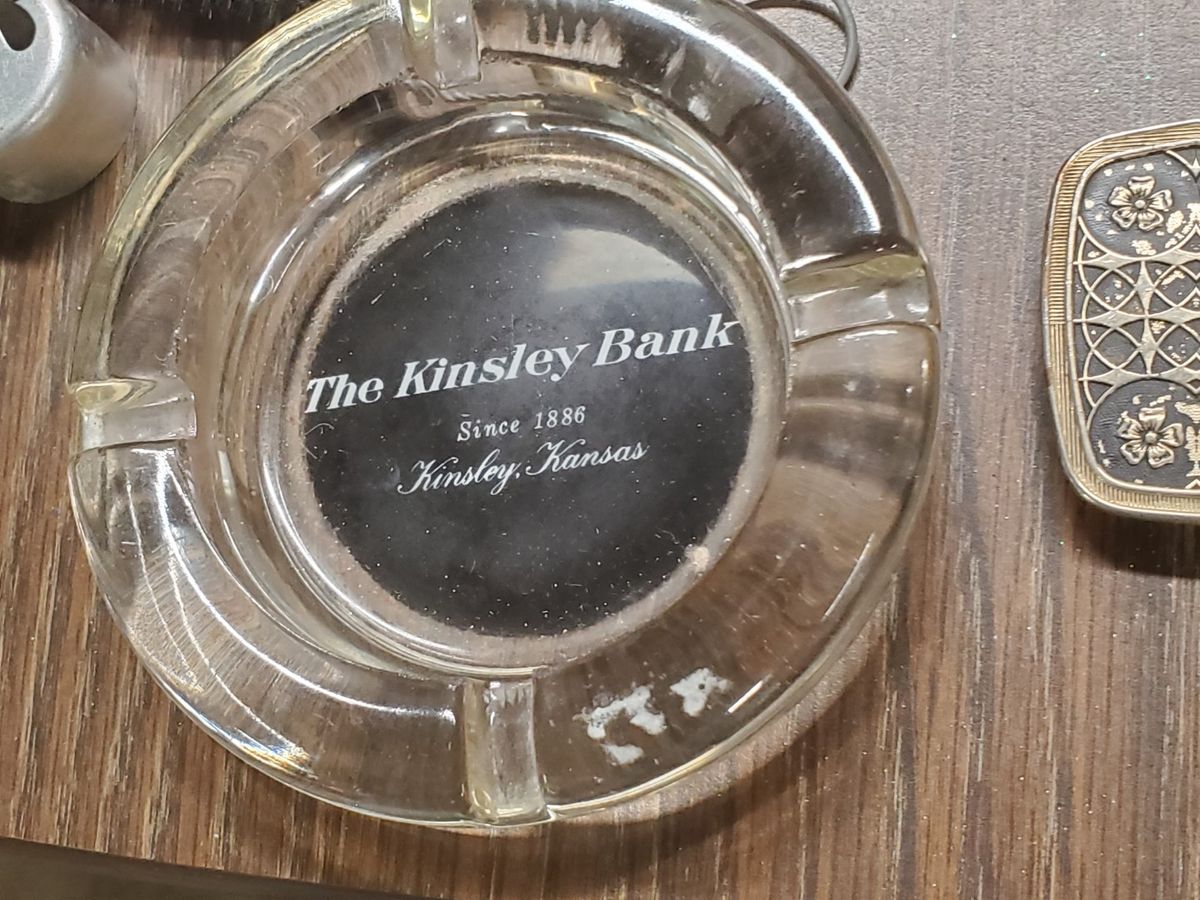 The Kinsley Bank
Since 1886
Kinsley, Kansas